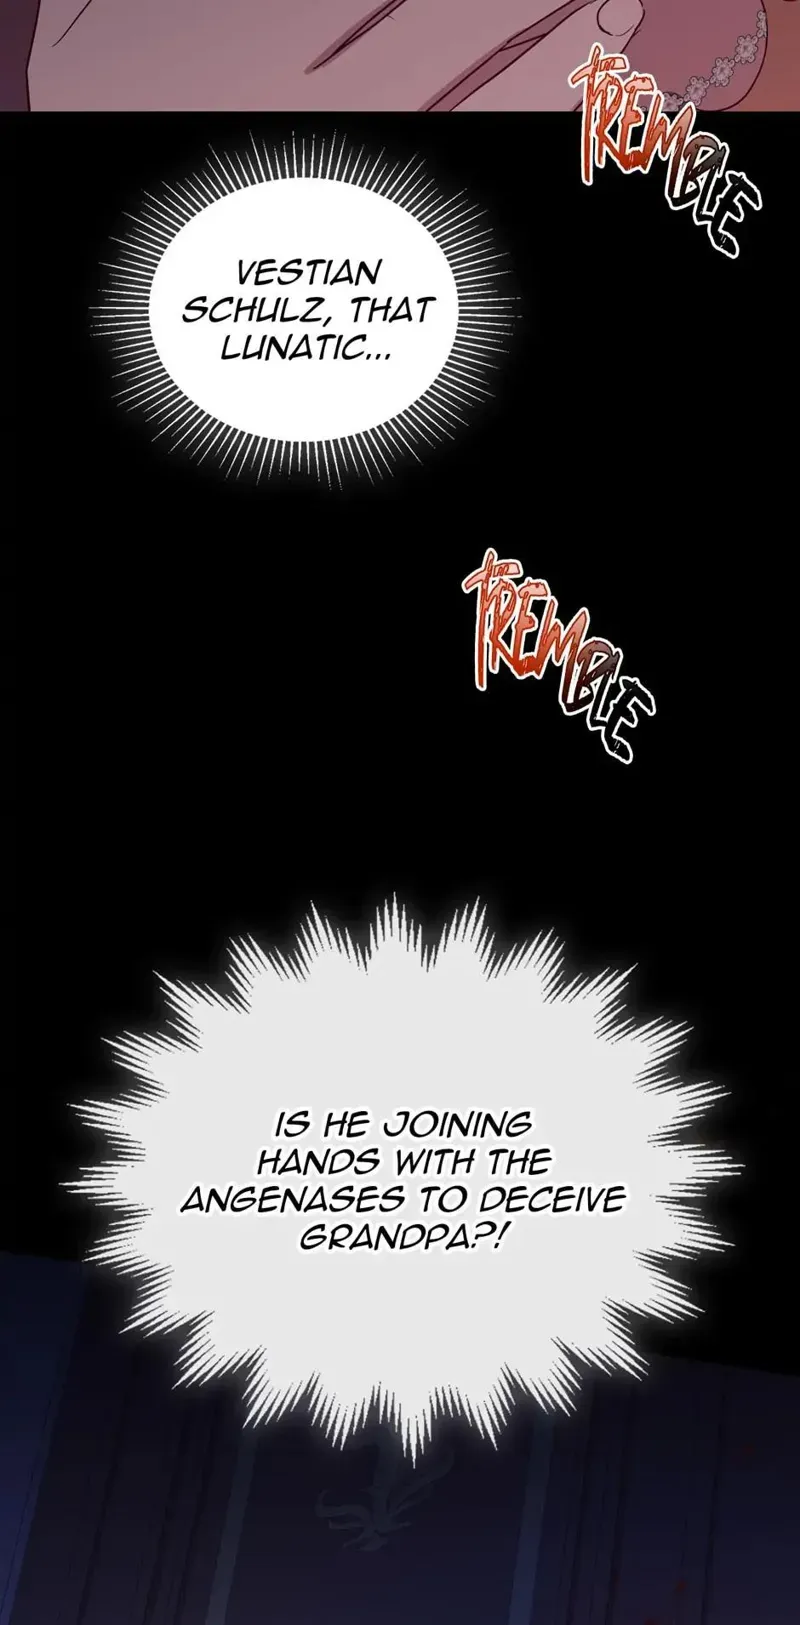 TREMBLE
VESTIAN
SCHULZ, THAT
LUNATIC...
TREMBLE
IS HE JOINING
HANDS WITH THE
ANGENASES TO DECEIVE
GRANDPA?!